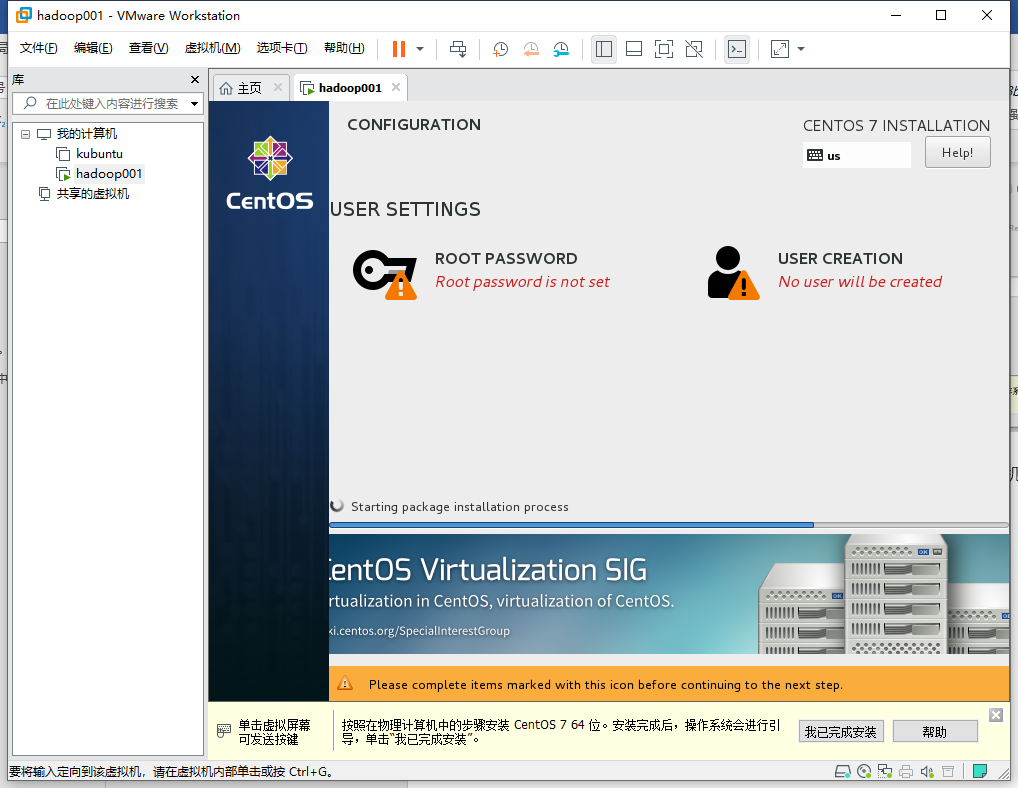 hadoop001 - VMware Workstation
文件(F) 编辑(E) 查看(V) 虚拟机(M) 选项卡(T) 帮助(H)
库
在此处键入内容进行搜索
我的计算机
kubuntu
hadoop001
共享的虚拟机
主页 hadoop001
CentOS
CONFIGURATION
CENTOS 7 INSTALLATION
us
Help!
USER SETTINGS
ROOT PASSWORD
Root password is not set
USER CREATION
No user will be created
Starting package installation process
CentOS Virtualization SIG
rtualization in CentOS, virtualization of CentOS.
ki.centos.org/SpecialInterestGroup
OK
OK
OK
Please complete items marked with this icon before continuing to the next step.
单击虚拟屏幕
可发送按键
按照在物理计算机中的步骤安装 CentOS 7 64 位。安装完成后，操作系统会进行引
导，单击“我已完成安装”。
我已完成安装
帮助
要将输入定向到该虚拟机，请在虚拟机内部单击或按 Ctrl+G。